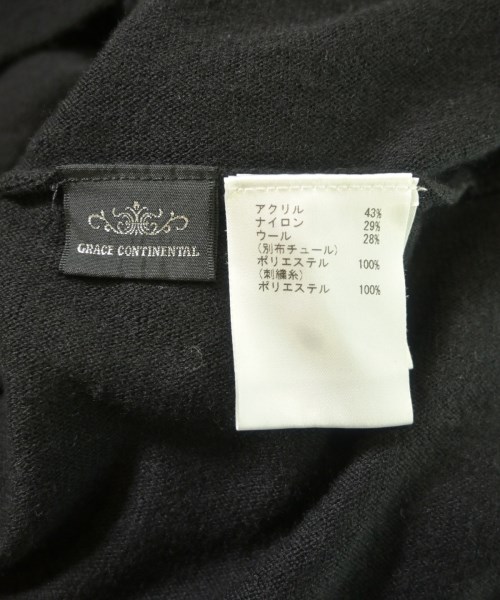 GRACE CONTINENTAL
アクリル 43%
ナイロン 29%
ウール 28%
(別布チュール)
ポリエステル 100%
(刺繍糸)
ポリエステル 100%